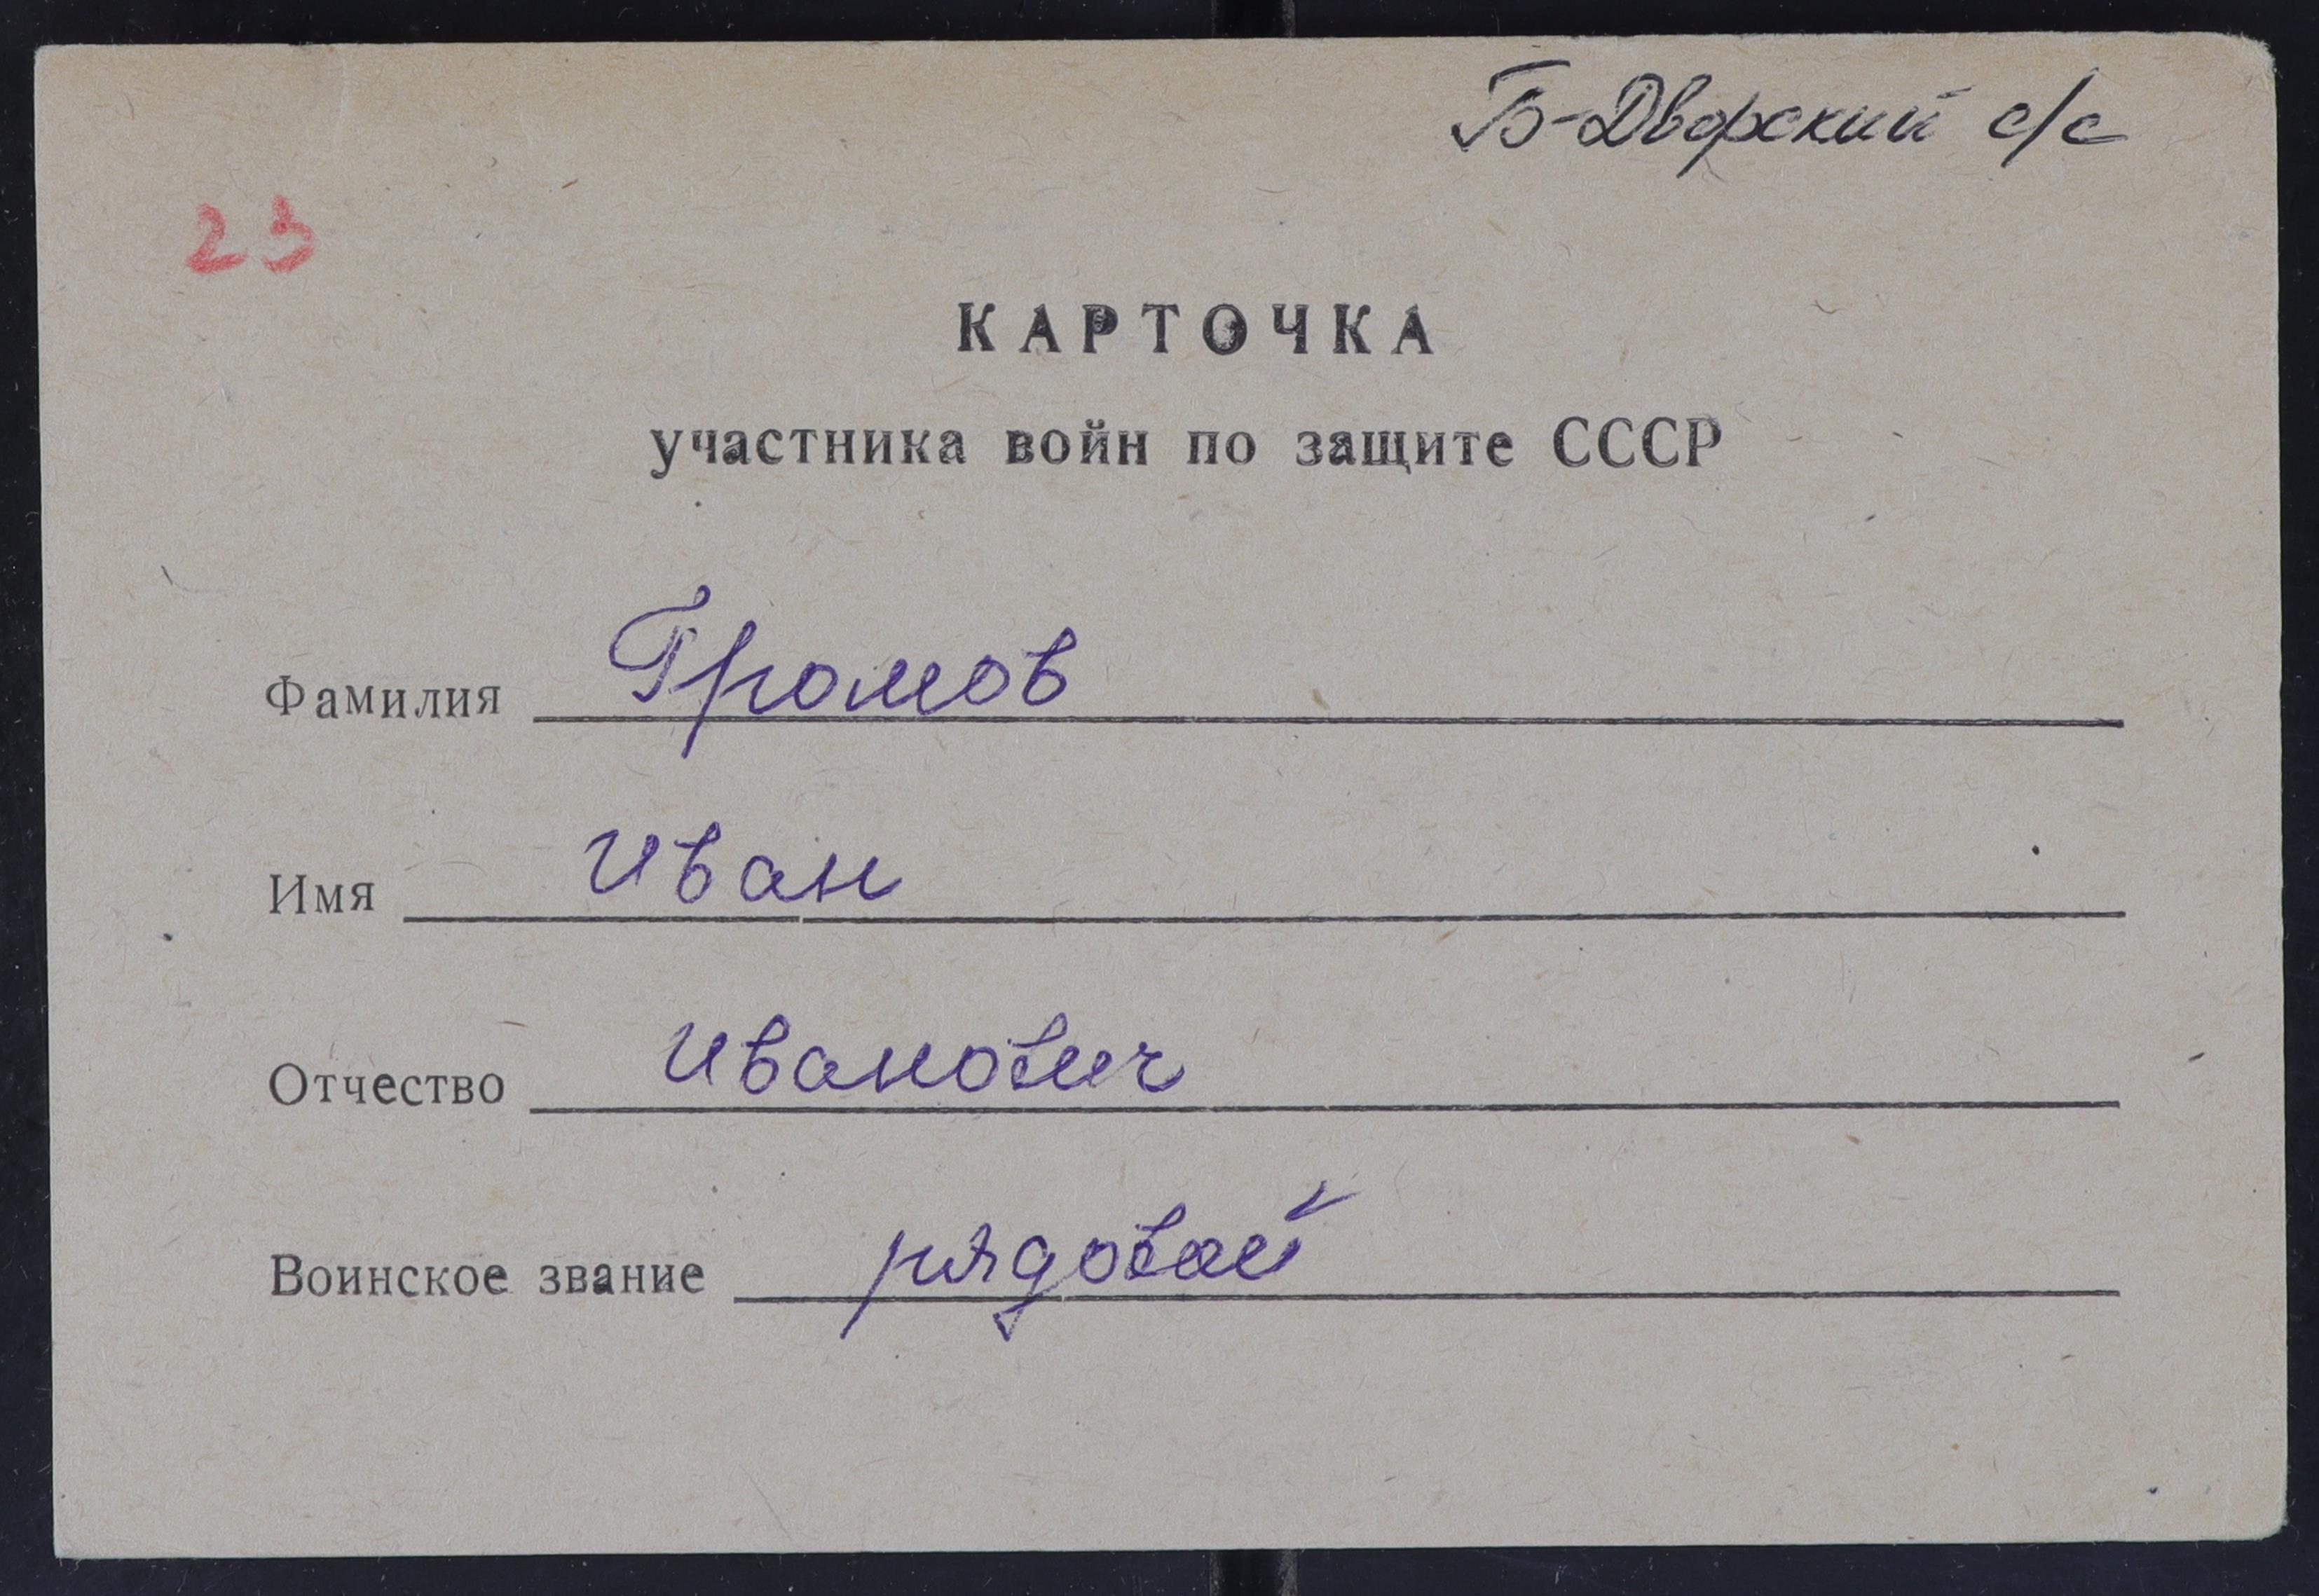 Б-Дворский с/с
23
КАРТОЧКА
участника войн по защите СССР
Фамилия Громов
Имя Иван
Отчество Иванович
Воинское звание рядовой